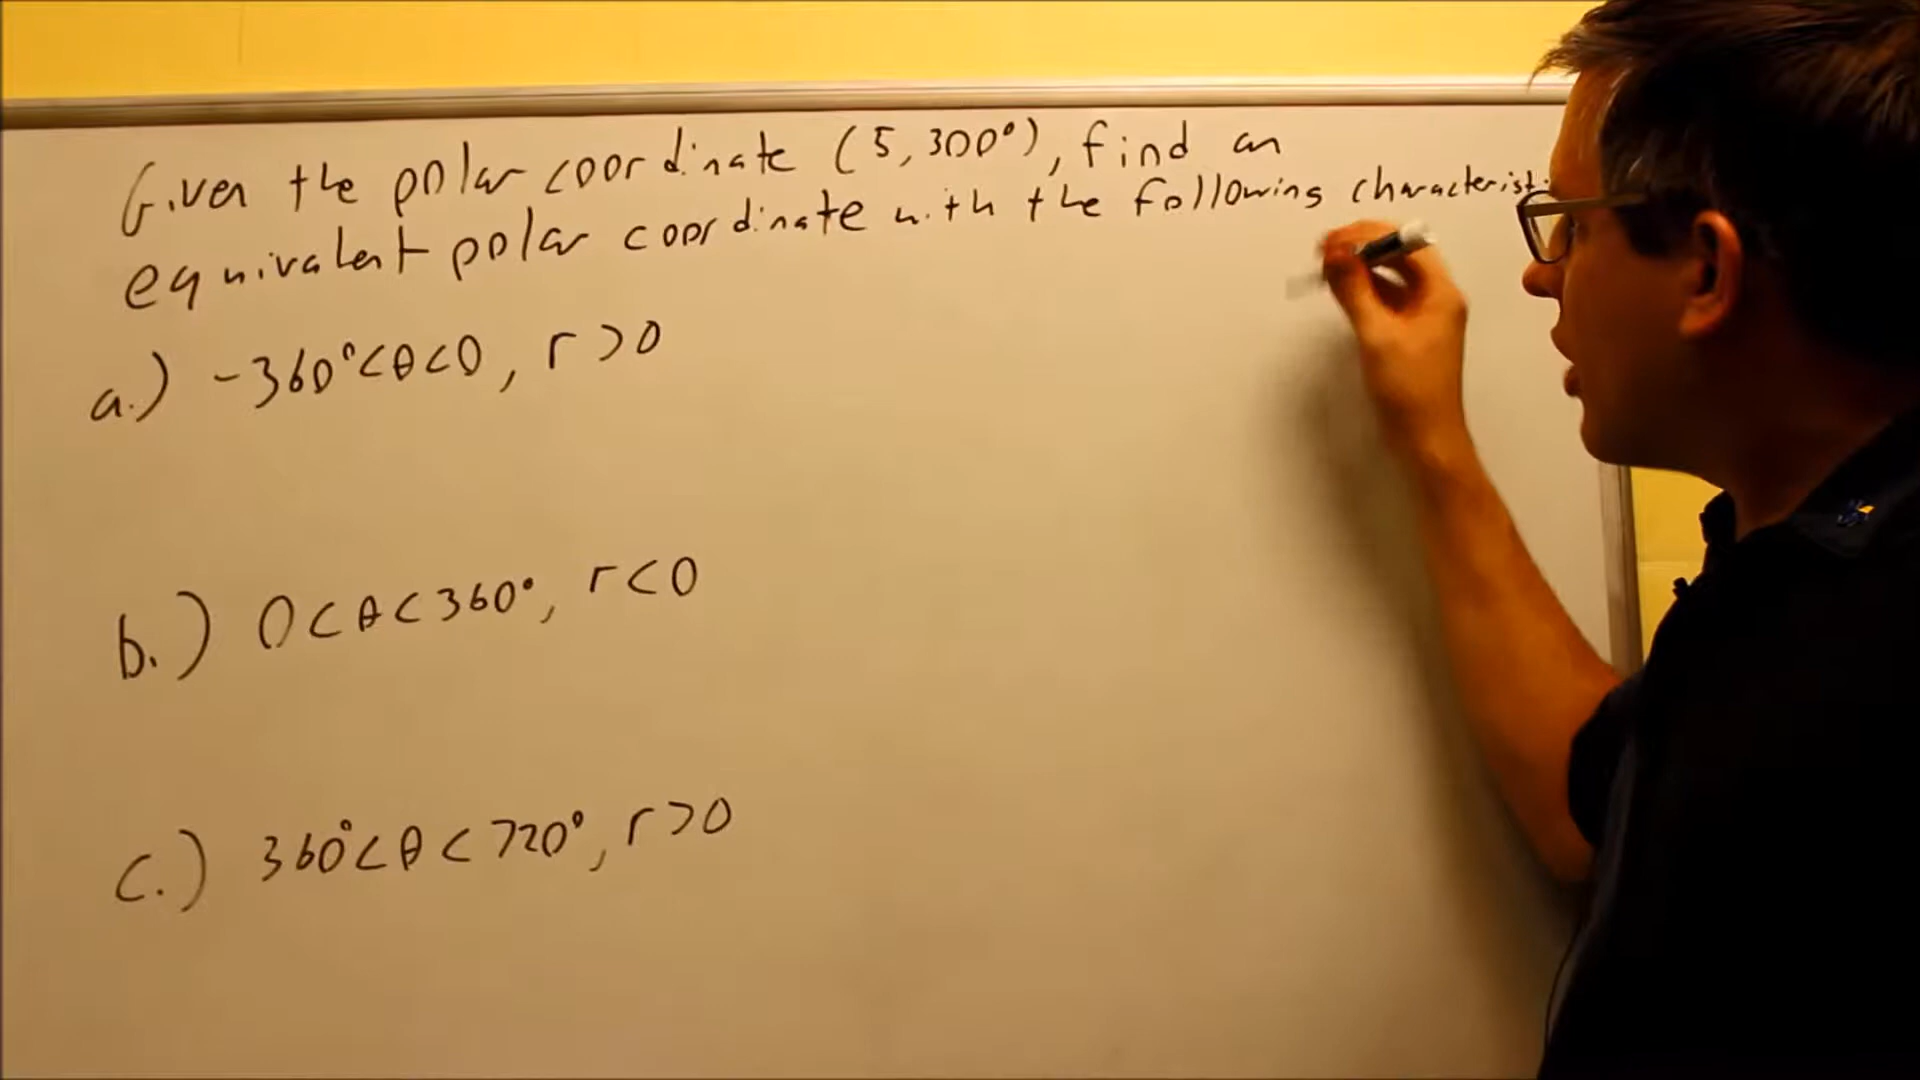 Given the polar coordinate (5, 300°), find an
equivalent polar coordinate with the following characterist
a.) -360°<θ<0, r>0
b.) 0<θ<360°, r<0
c.) 360°<θ<720°, r>0